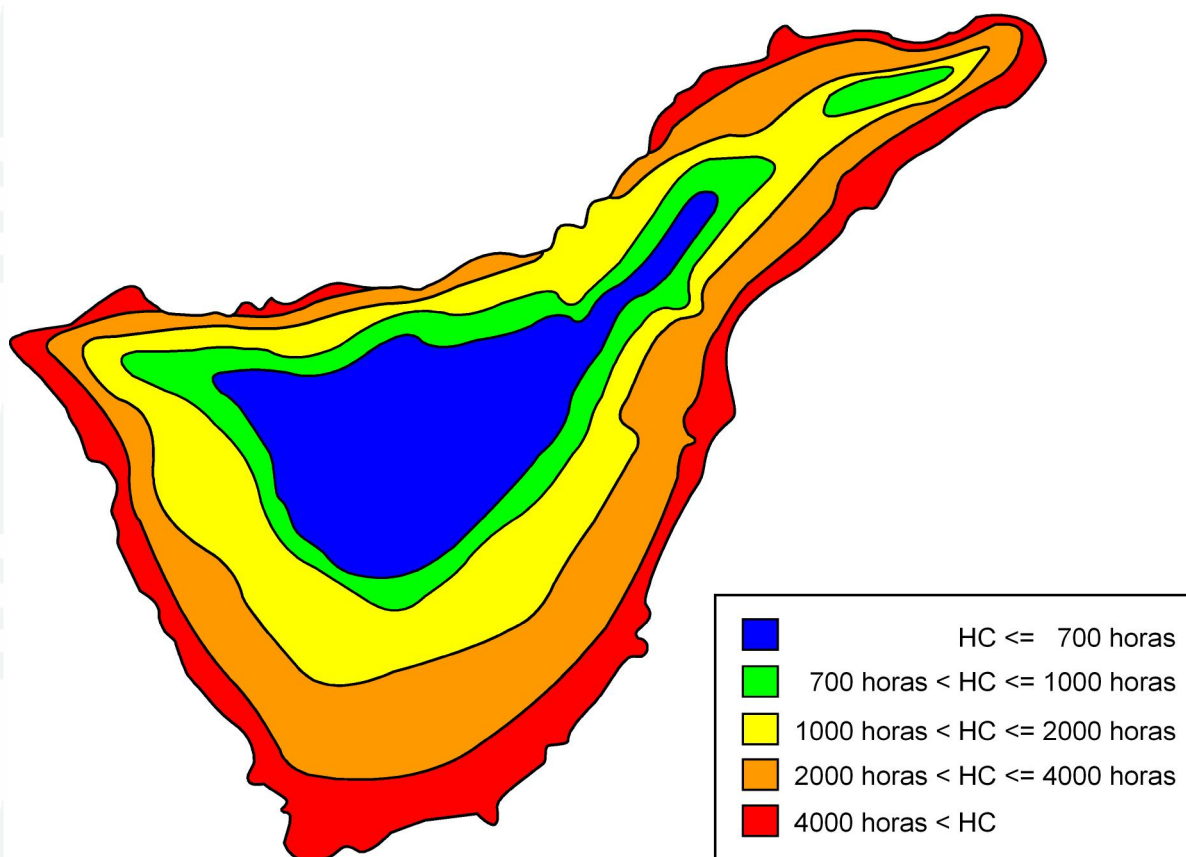 HC <= 700 horas
700 horas < HC <= 1000 horas
1000 horas < HC <= 2000 horas
2000 horas < HC <= 4000 horas
4000 horas < HC